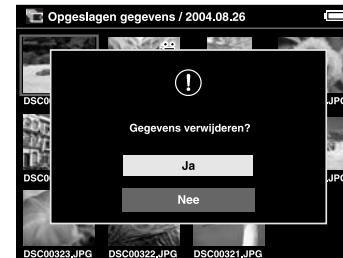 Opgeslagen gegevens / 2004.08.26
DSC0
.JPG
Gegevens verwijderen?
Ja
Nee
DSC0
.JPG
DSC00323.JPG DSC00322.JPG DSC00321.JPG